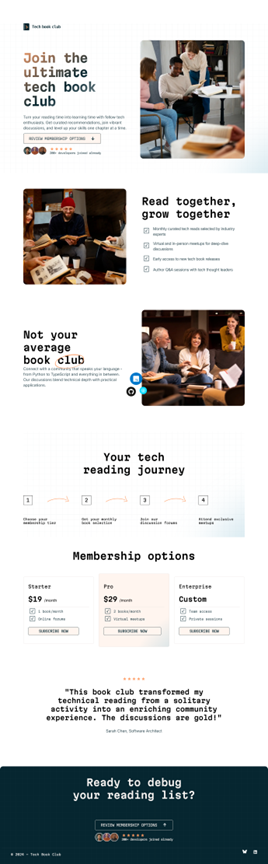 Tech book club
Join the
ultimate
tech book
club
Turn your reading time into learning time with fellow tech
enthusiasts. Get curated recommendations, join vibrant
discussions, and level up your skills one chapter at a time.
REVIEW MEMBERSHIP OPTIONS
200+ developers joined already
Read together,
grow together
Monthly curated tech reads selected by industry
experts
Virtual and in-person meetups for deep-dive
discussions
Early access to new tech book releases
Author Q&A sessions with tech thought leaders
Not your
average
book club
Connect with a community that speaks your language -
from Python to TypeScript and everything in between.
Our discussions blend technical depth with practical
applications.
Your tech
reading journey
1
2
3
4
Choose your
membership tier
Get your monthly
book selection
Join our
discussion forums
Attend exclusive
meetups
Membership options
Starter
$19 /month
1 book/month
Online forums
SUBSCRIBE NOW
Pro
$29 /month
2 books/month
Virtual meetups
SUBSCRIBE NOW
Enterprise
Custom
Team access
Private sessions
SUBSCRIBE NOW
"This book club transformed my
technical reading from a solitary
activity into an enriching community
experience. The discussions are gold!"
Sarah Chen, Software Architect
Ready to debug
your reading list?
REVIEW MEMBERSHIP OPTIONS
200+ developers joined already
© 2024 - Tech Book Club